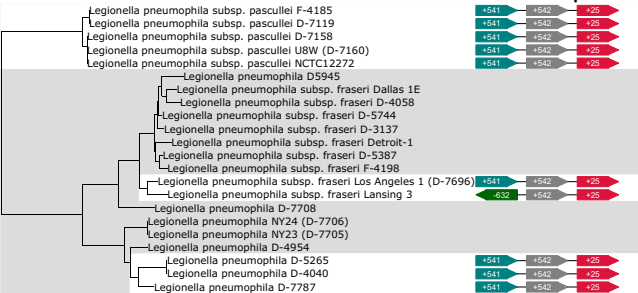 Legionella pneumophila subsp. pascullei F-4185 +541 +542 +25
Legionella pneumophila subsp. pascullei D-7119 +541 +542 +25
Legionella pneumophila subsp. pascullei D-7158 +541 +542 +25
Legionella pneumophila subsp. pascullei U8W (D-7160) +541 +542 +25
Legionella pneumophila subsp. pascullei NCTC12272 +541 +542 +25
Legionella pneumophila D5945
Legionella pneumophila subsp. fraseri Dallas 1E
Legionella pneumophila subsp. fraseri D-4058
Legionella pneumophila subsp. fraseri D-5744
Legionella pneumophila subsp. fraseri D-3137
Legionella pneumophila subsp. fraseri Detroit-1
Legionella pneumophila subsp. fraseri D-5387
Legionella pneumophila subsp. fraseri F-4198
Legionella pneumophila subsp. fraseri Los Angeles 1 (D-7696) +541 +542 +25
Legionella pneumophila subsp. fraseri Lansing 3 -632 +542 +25
Legionella pneumophila D-7708
Legionella pneumophila NY24 (D-7706)
Legionella pneumophila NY23 (D-7705)
Legionella pneumophila D-4954
Legionella pneumophila D-5265 +541 +542 +25
Legionella pneumophila D-4040 +541 +542 +25
Legionella pneumophila D-7787 +541 +542 +25